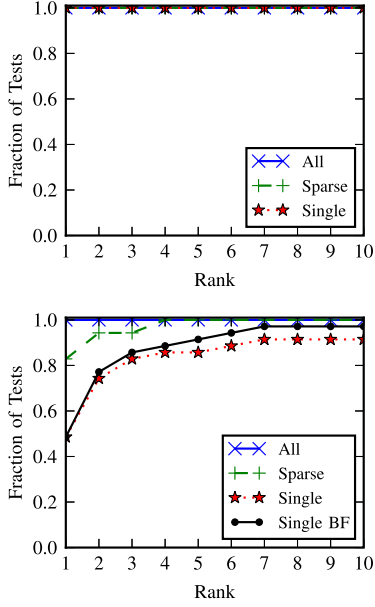 1.0
0.8
0.6
0.4
0.2
0.0
Fraction of Tests
All
Sparse
Single
1 2 3 4 5 6 7 8 9 10
Rank
1.0
0.8
0.6
0.4
0.2
0.0
Fraction of Tests
All
Sparse
Single
Single BF
1 2 3 4 5 6 7 8 9 10
Rank